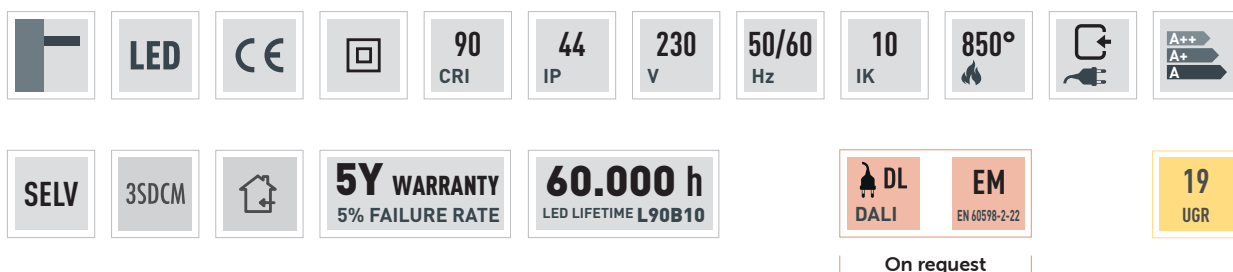 LED
CE
90
CRI
44
IP
230
V
50/60
Hz
10
IK
850°
A++
A+
A
SELV
3SDCM
5Y WARRANTY
5% FAILURE RATE
60.000 h
LED LIFETIME L90B10
DL
DALI
EM
EN 60598-2-22
On request
19
UGR